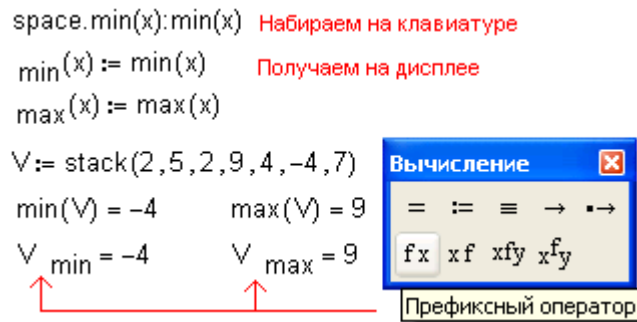 space.min(x):min(x) Набираем на клавиатуре
min(x) := min(x) Получаем на дисплее
max(x) := max(x)
V := stack(2,5,2,9,4,-4,7)
min(V) = -4 max(V) = 9
V min = -4 V max = 9
Вычисление
= := ≡ → ▪→
fx xf xfy xfy
Префиксный оператор